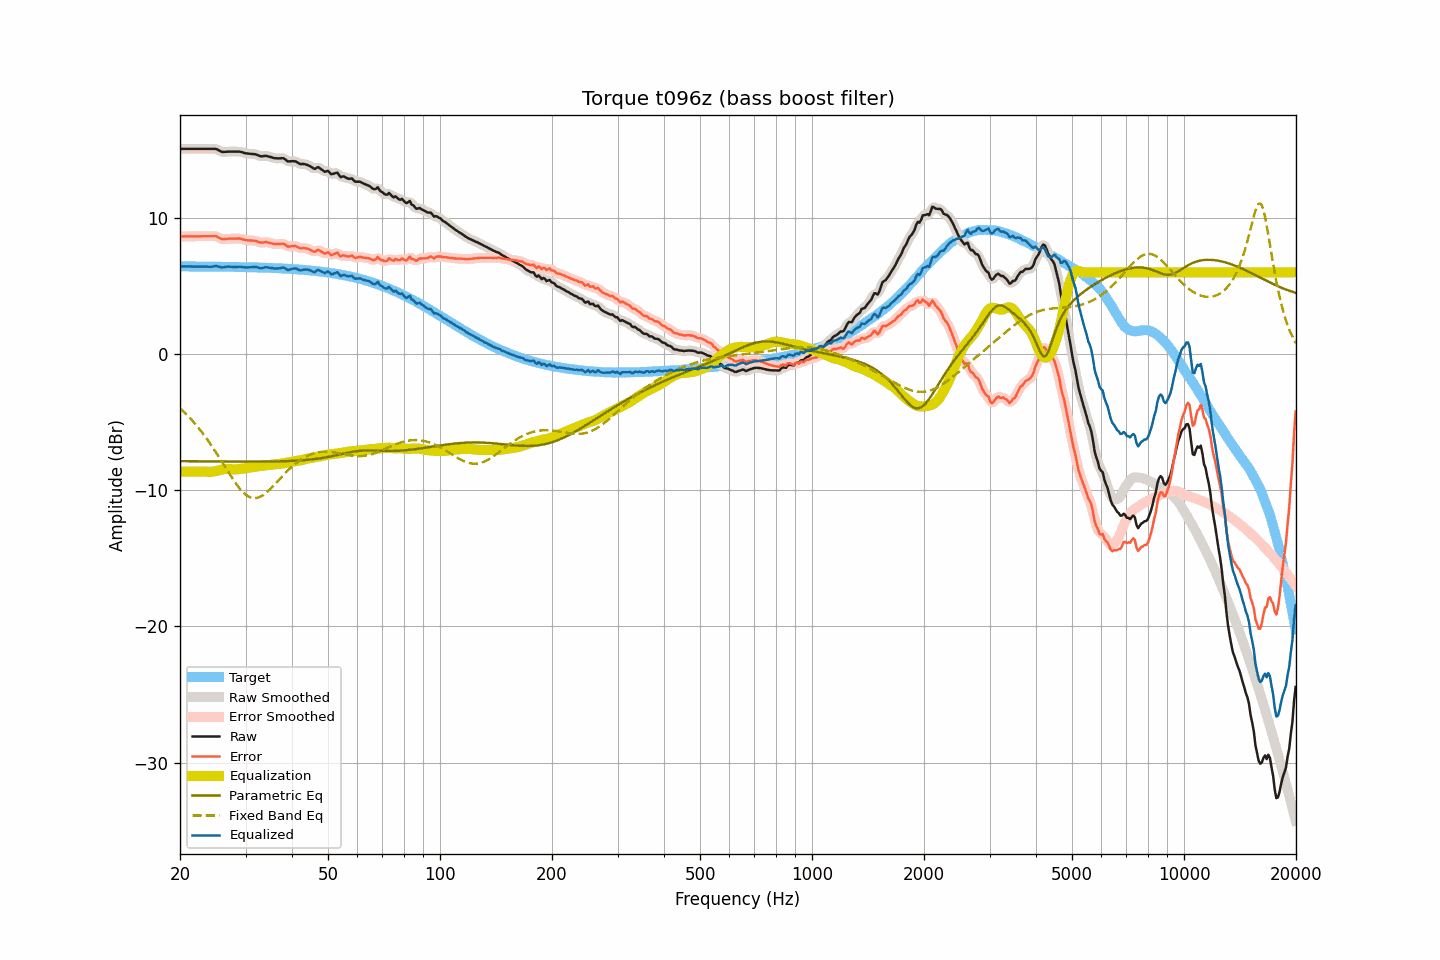 Torque t096z (bass boost filter)
Amplitude (dBr)
10
0
−10
−20
−30
Target
Raw Smoothed
Error Smoothed
Raw
Error
Equalization
Parametric Eq
Fixed Band Eq
Equalized
20 50 100 200 500 1000 2000 5000 10000 20000
Frequency (Hz)